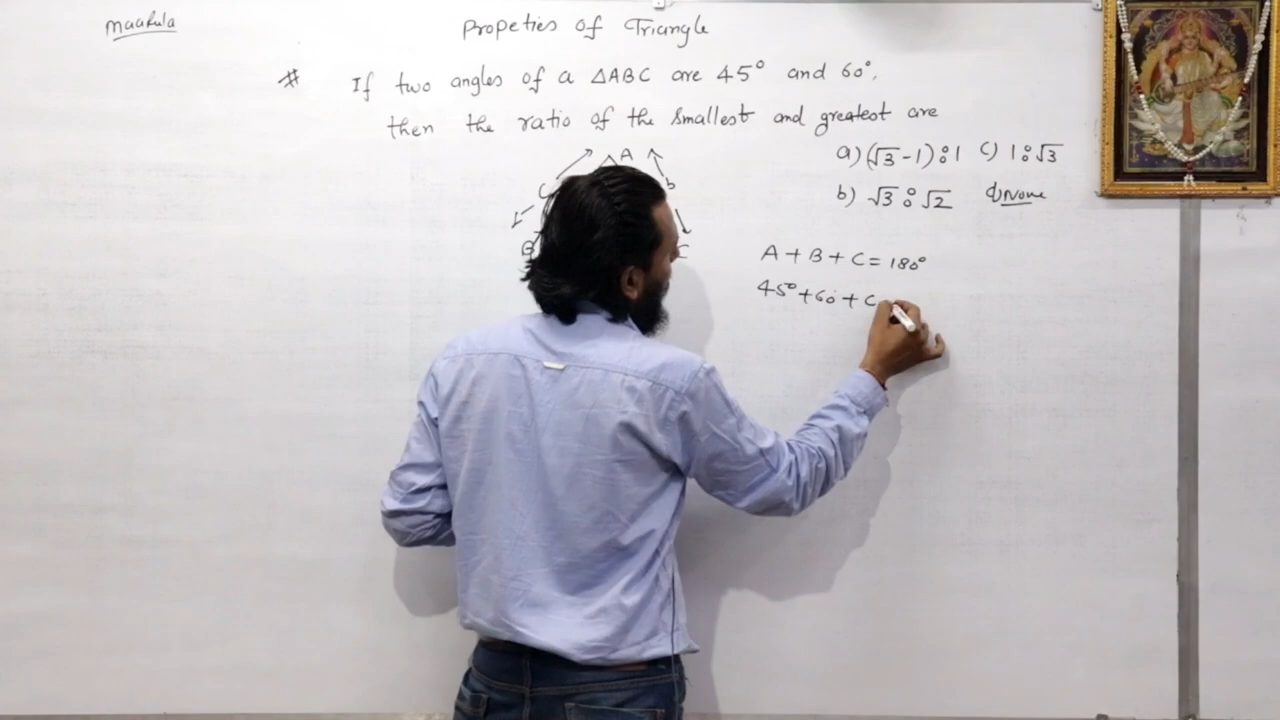 maarula
Propeties of Triangle
# If two angles of a ΔABC are 45° and 60°,
then the ratio of the smallest and greatest are
a) (√3 - 1) : 1 c) 1 : √3
b) √3 : √2 d) None
A
C b
B C
A + B + C = 180°
45° + 60° + C